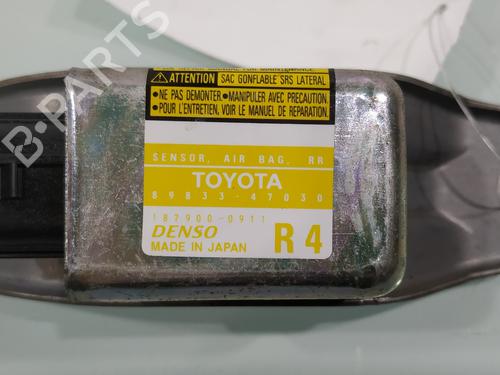 ATTENTION SAC GONFLABLE SRS LATERAL
•NE PAS DEMONTER. •MANIPULER AVEC PRECAUTION.
•POUR L'ENTRETIEN, VOIR LE MANUEL DE REPARATION.
SENSOR, AIR BAG, RR
TOYOTA
89833-47030
187900-0911
DENSO
MADE IN JAPAN
R4
B-PARTS